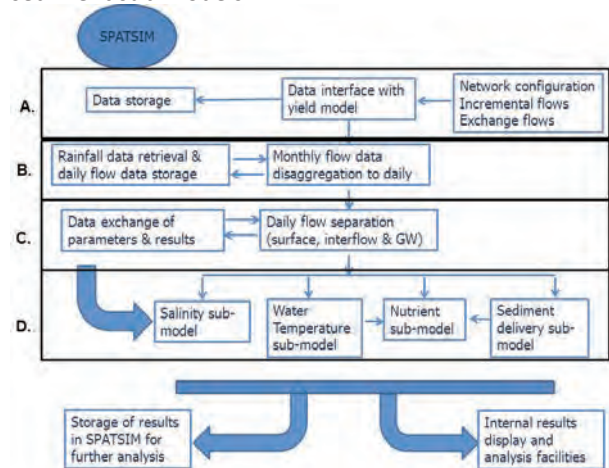 SPATSIM
A.
Data storage
Data interface with
yield model
Network configuration
Incremental flows
Exchange flows
B.
Rainfall data retrieval &
daily flow data storage
Monthly flow data
disaggregation to daily
C.
Data exchange of
parameters & results
Daily flow separation
(surface, interflow & GW)
D.
Salinity sub-
model
Water
Temperature
sub-model
Nutrient
sub-model
Sediment
delivery sub-
model
Storage of results
in SPATSIM for
further analysis
Internal results
display and
analysis facilities